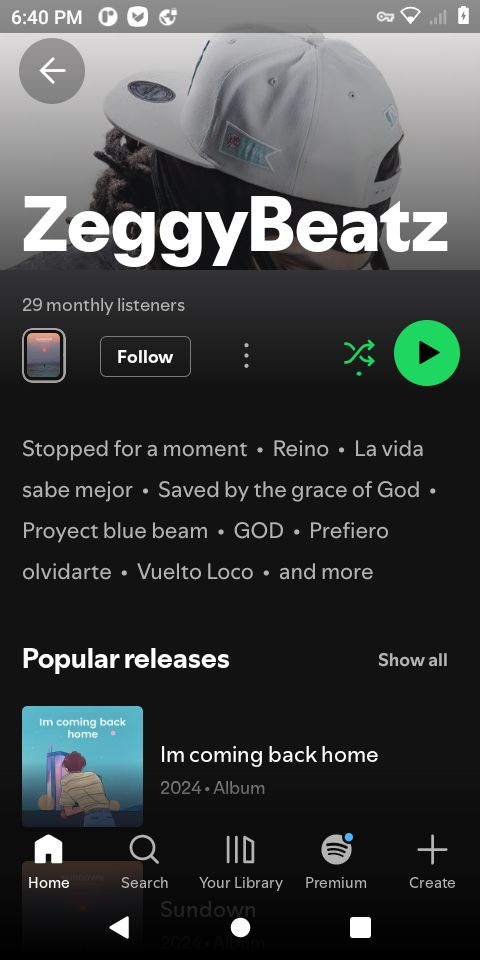 6:40 PM
ZeggyBeatz
29 monthly listeners
Follow
Stopped for a moment • Reino • La vida
sabe mejor • Saved by the grace of God •
Proyect blue beam • GOD • Prefiero
olvidarte • Vuelto Loco • and more
Popular releases
Show all
Im coming back
home
Im coming back home
2024 • Album
Home
Search
Your Library
Premium
Create
Sundown
2024 • Album